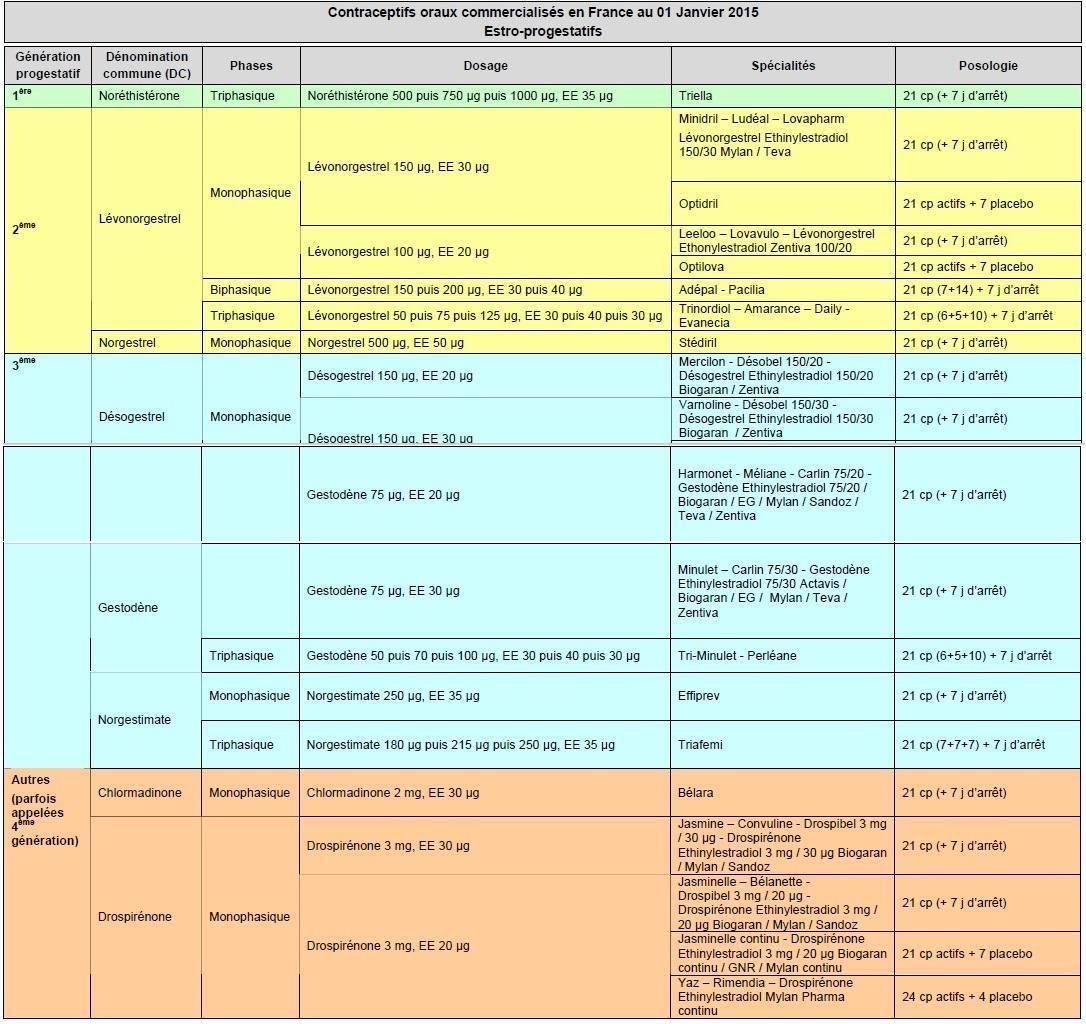 Contraceptifs oraux commercialisés en France au 01 Janvier 2015
Estro-progestatifs
Génération progestatif
Dénomination commune (DC)
Phases
Dosage
Spécialités
Posologie
1ère
Noréthistérone
Triphasique
Noréthistérone 500 puis 750 µg puis 1000 µg, EE 35 µg
Triella
21 cp (+ 7 j d'arrêt)
2ème
Lévonorgestrel
Monophasique
Lévonorgestrel 150 µg, EE 30 µg
Minidril – Ludéal – Lovapharm
Lévonorgestrel Ethinylestradiol
150/30 Mylan / Teva
21 cp (+ 7 j d'arrêt)
Optidril
21 cp actifs + 7 placebo
Lévonorgestrel 100 µg, EE 20 µg
Leeloo – Lovavulo – Lévonorgestrel
Ethonylestradiol Zentiva 100/20
21 cp (+ 7 j d'arrêt)
Optilova
21 cp actifs + 7 placebo
Biphasique
Lévonorgestrel 150 puis 200 µg, EE 30 puis 40 µg
Adépal - Pacilia
21 cp (7+14) + 7 j d'arrêt
Triphasique
Lévonorgestrel 50 puis 75 puis 125 µg, EE 30 puis 40 puis 30 µg
Trinordiol – Amarance – Daily -
Evanecia
21 cp (6+5+10) + 7 j d'arrêt
Norgestrel
Monophasique
Norgestrel 500 µg, EE 50 µg
Stédiril
21 cp (+ 7 j d'arrêt)
3ème
Désogestrel
Monophasique
Désogestrel 150 µg, EE 20 µg
Mercilon - Désobel 150/20 -
Désogestrel Ethinylestradiol 150/20
Biogaran / Zentiva
21 cp (+ 7 j d'arrêt)
Désogestrel 150 µg, EE 30 µg
Varnoline - Désobel 150/30 -
Désogestrel Ethinylestradiol 150/30
Biogaran / Zentiva
21 cp (+ 7 j d'arrêt)
Gestodène 75 µg, EE 20 µg
Harmonet - Méliane - Carlin 75/20 -
Gestodène Ethinylestradiol 75/20 /
Biogaran / EG / Mylan / Sandoz /
Teva / Zentiva
21 cp (+ 7 j d'arrêt)
Gestodène
Gestodène 75 µg, EE 30 µg
Minulet – Carlin 75/30 - Gestodène
Ethinylestradiol 75/30 Actavis /
Biogaran / EG / Mylan / Teva /
Zentiva
21 cp (+ 7 j d'arrêt)
Triphasique
Gestodène 50 puis 70 puis 100 µg, EE 30 puis 40 puis 30 µg
Tri-Minulet - Perléane
21 cp (6+5+10) + 7 j d'arrêt
Norgestimate
Monophasique
Norgestimate 250 µg, EE 35 µg
Effiprev
21 cp (+ 7 j d'arrêt)
Triphasique
Norgestimate 180 µg puis 215 µg puis 250 µg, EE 35 µg
Triafemi
21 cp (7+7+7) + 7 j d'arrêt
Autres
(parfois
appelées
4ème
génération)
Chlormadinone
Monophasique
Chlormadinone 2 mg, EE 30 µg
Bélara
21 cp (+ 7 j d'arrêt)
Drospirénone
Monophasique
Drospirénone 3 mg, EE 30 µg
Jasmine – Convuline - Drospibel 3 mg
/ 30 µg - Drospirénone
Ethinylestradiol 3 mg / 30 µg Biogaran
/ Mylan / Sandoz
21 cp (+ 7 j d'arrêt)
Drospirénone 3 mg, EE 20 µg
Jasminelle – Bélanette -
Drospibel 3 mg / 20 µg -
Drospirénone Ethinylestradiol 3 mg /
20 µg Biogaran / Mylan / Sandoz
21 cp (+ 7 j d'arrêt)
Jasminelle continu - Drospirénone
Ethinylestradiol 3 mg / 20 µg Biogaran
continu / GNR / Mylan continu
21 cp actifs + 7 placebo
Yaz – Rimendia – Drospirénone
Ethinylestradiol Mylan Pharma
continu
24 cp actifs + 4 placebo